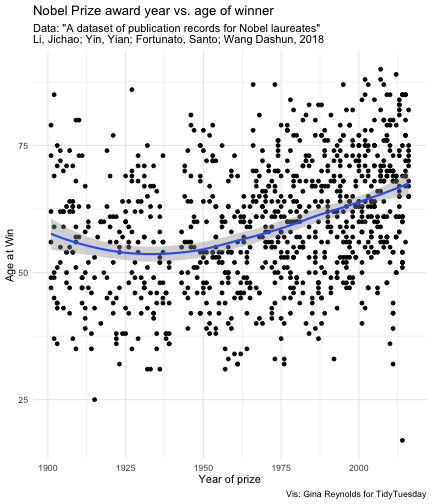 Nobel Prize award year vs. age of winner
Data: "A dataset of publication records for Nobel laureates"
Li, Jichao; Yin, Yian; Fortunato, Santo; Wang Dashun, 2018
75
50
25
Age at Win
1900 1925 1950 1975 2000
Year of prize
Vis: Gina Reynolds for TidyTuesday